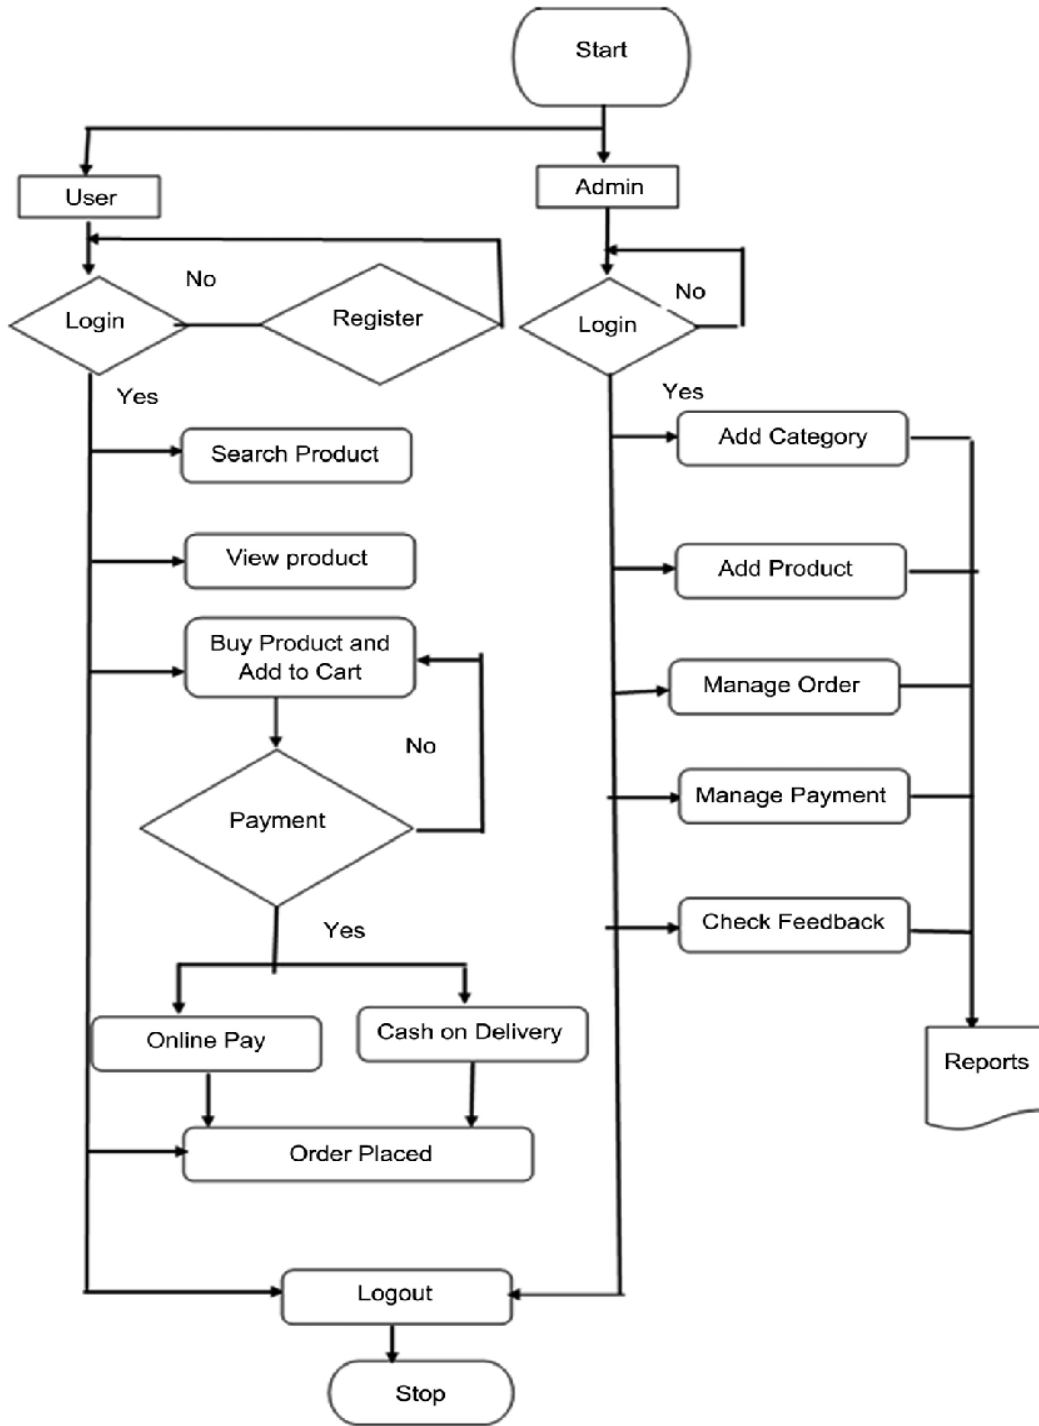 Start
User
Admin
No
Login
Register
No
Login
Yes
Yes
Search Product
Add Category
View product
Add Product
Buy Product and
Add to Cart
Manage Order
No
Payment
Manage Payment
Yes
Check Feedback
Online Pay
Cash on Delivery
Reports
Order Placed
Logout
Stop